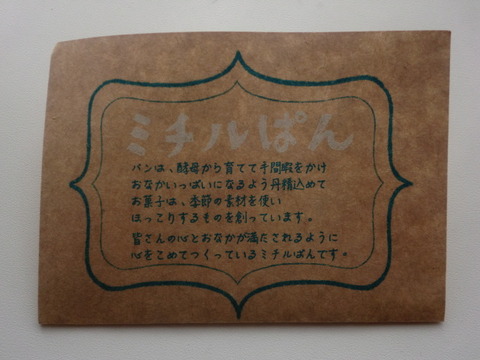 ミチルぱん
パンは、酵母から育てて手間暇をかけ
おなかいっぱいになるよう丹精込めて
お菓子は、季節の素材を使い
ほっこりするものを創っています。
皆さんの心とおなかが満たされるように
心をこめてつくっているミチルぱんです。